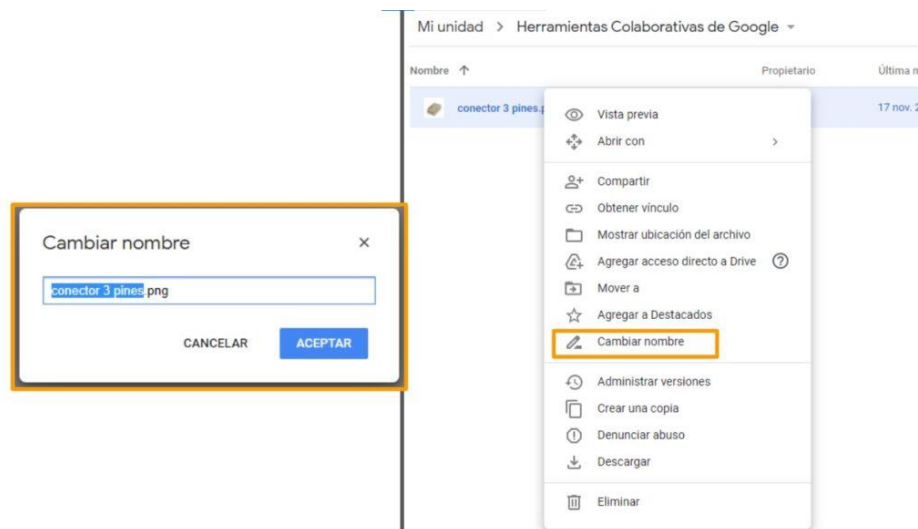 Mi unidad > Herramientas Colaborativas de Google
Nombre ↑ Propietario Última
conector 3 pines. 17 nov.
Vista previa
Abrir con
Compartir
Obtener vínculo
Mostrar ubicación del archivo
Agregar acceso directo a Drive
Mover a
Agregar a Destacados
Cambiar nombre
Administrar versiones
Crear una copia
Denunciar abuso
Descargar
Eliminar
Cambiar nombre
conector 3 pines.png
CANCELAR ACEPTAR